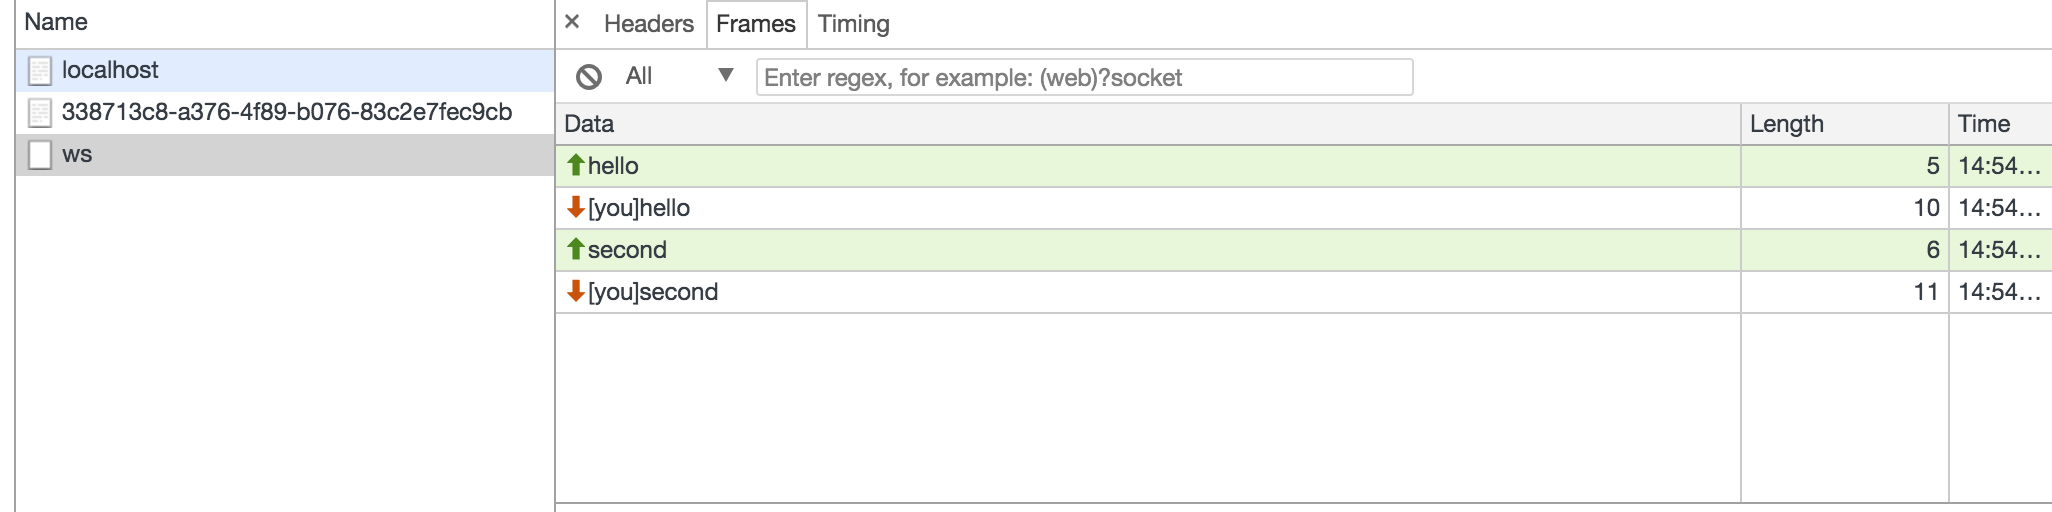 Name
localhost
338713c8-a376-4f89-b076-83c2e7fec9cb
ws
× Headers Frames Timing
All ▼ Enter regex, for example: (web)?socket
Data Length Time
hello 5 14:54...
[you]hello 10 14:54...
second 6 14:54...
[you]second 11 14:54...